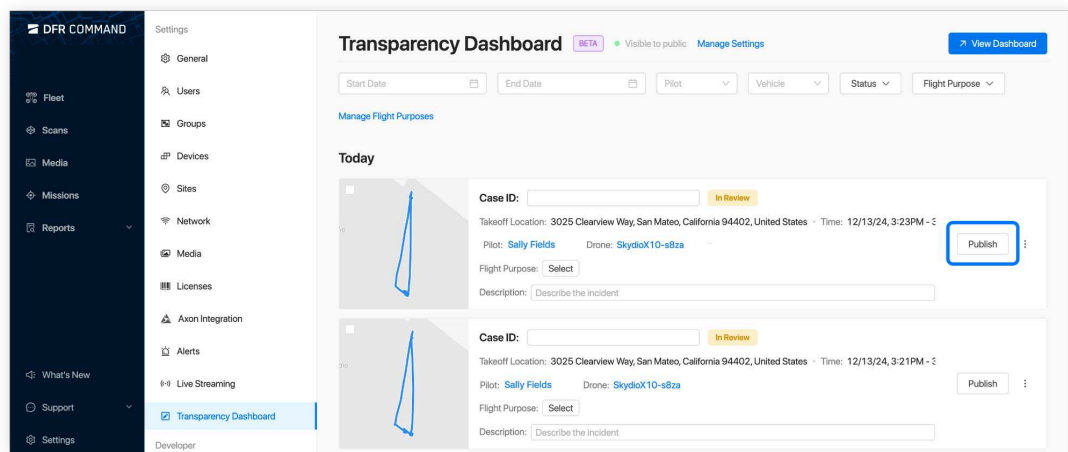 DFR COMMAND
Fleet
Scans
Media
Missions
Reports
What's New
Support
Settings
Settings
General
Users
Groups
Devices
Sites
Network
Media
Licenses
Axon Integration
Alerts
Live Streaming
Transparency Dashboard
Developer
Transparency Dashboard BETA Visible to public Manage Settings View Dashboard
Start Date End Date Pilot Vehicle Status Flight Purpose
Manage Flight Purposes
Today
Case ID: In Review
Takeoff Location: 3025 Clearview Way, San Mateo, California 94402, United States - Time: 12/13/24, 3:23PM - 3
Pilot: Sally Fields Drone: SkydioX10-s8za
Publish
Flight Purpose: Select
Description: Describe the incident
Case ID: In Review
Takeoff Location: 3025 Clearview Way, San Mateo, California 94402, United States - Time: 12/13/24, 3:21PM - 3
Pilot: Sally Fields Drone: SkydioX10-s8za
Publish
Flight Purpose: Select
Description: Describe the incident